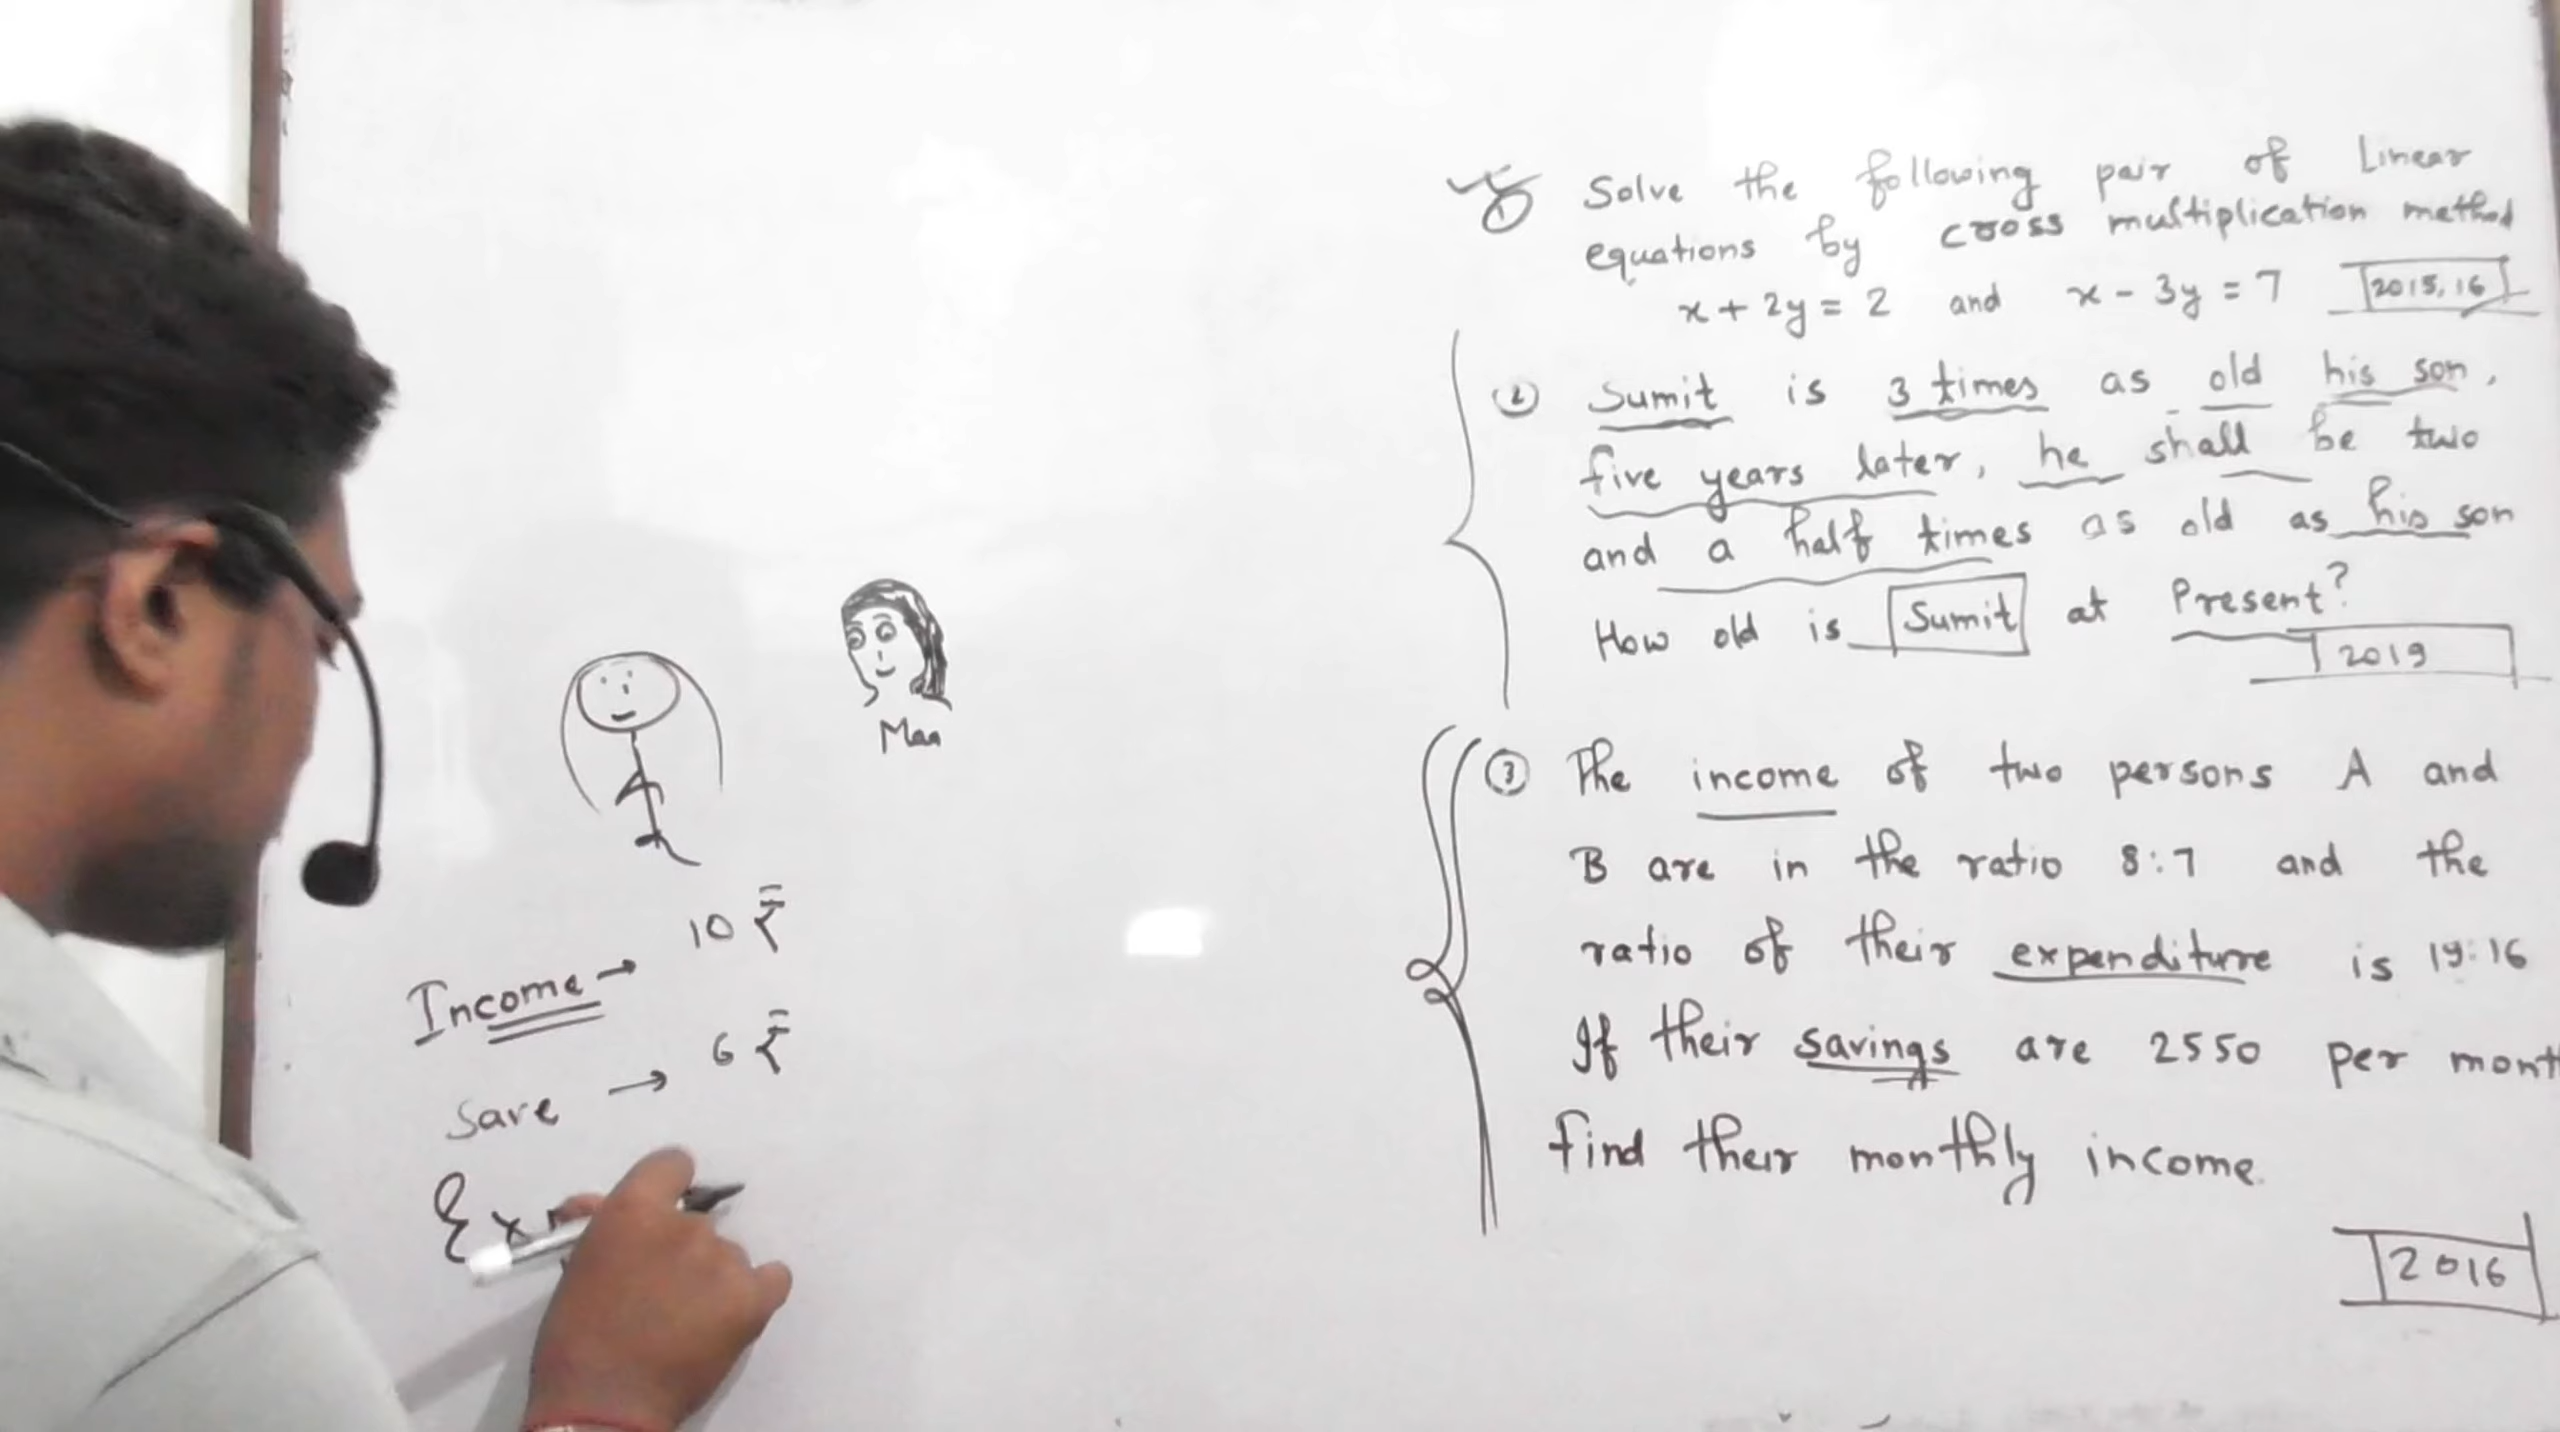 Man
Income → 10 ₹
Save → 6 ₹
① Solve the following pair of Linear
equations by cross multiplication method
x + 2y = 2 and x - 3y = 7 2015, 16
② Sumit is 3 times as old his son,
five years later, he shall be two
and a half times as old as his son
How old is Sumit at Present?
2019
③ The income of two persons A and
B are in the ratio 8:7 and the
ratio of their expenditure is 19:16
If their savings are 2550 per mont
find their monthly income.
2016